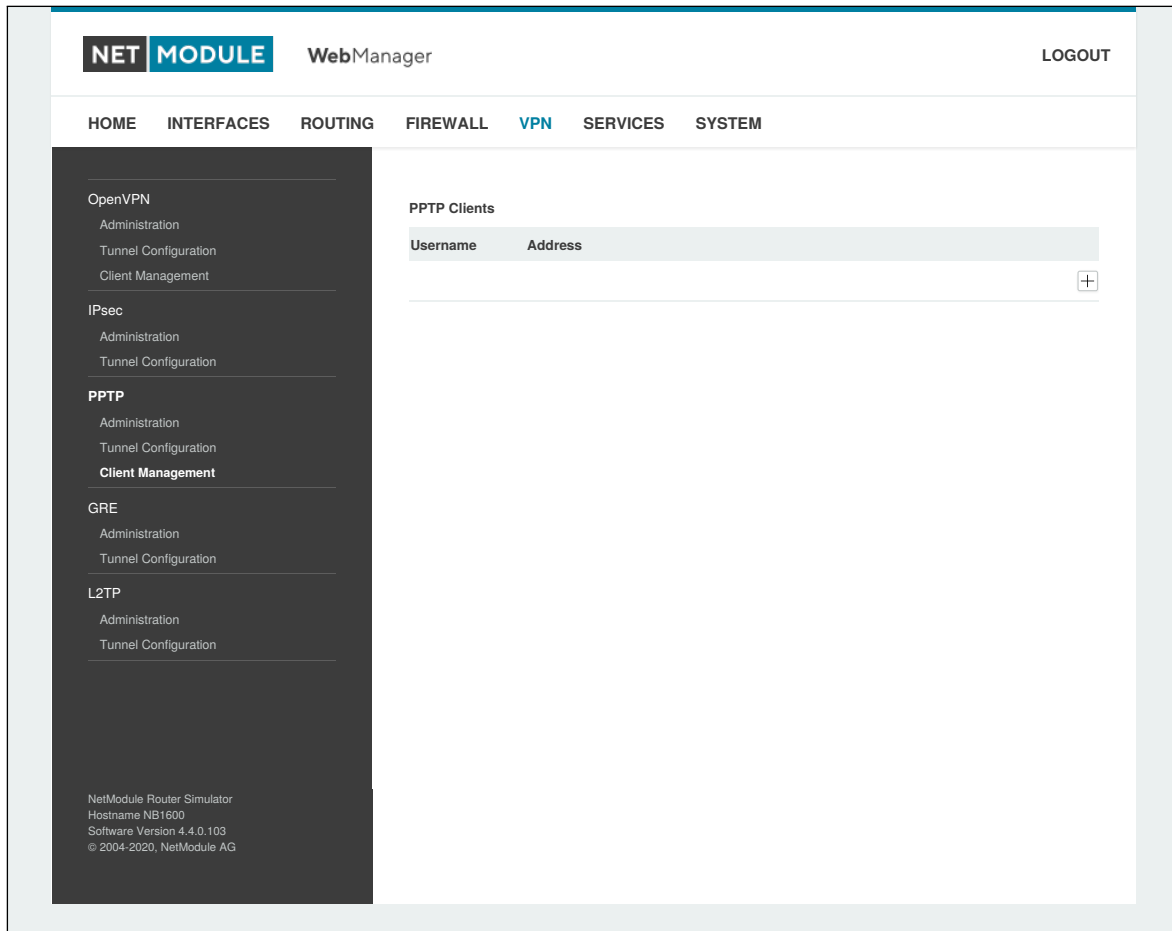 NET MODULE WebManager LOGOUT
HOME INTERFACES ROUTING FIREWALL VPN SERVICES SYSTEM
OpenVPN
Administration
Tunnel Configuration
Client Management
IPsec
Administration
Tunnel Configuration
PPTP
Administration
Tunnel Configuration
Client Management
GRE
Administration
Tunnel Configuration
L2TP
Administration
Tunnel Configuration
NetModule Router Simulator
Hostname NB1600
Software Version 4.4.0.103
© 2004-2020, NetModule AG
PPTP Clients
Username Address